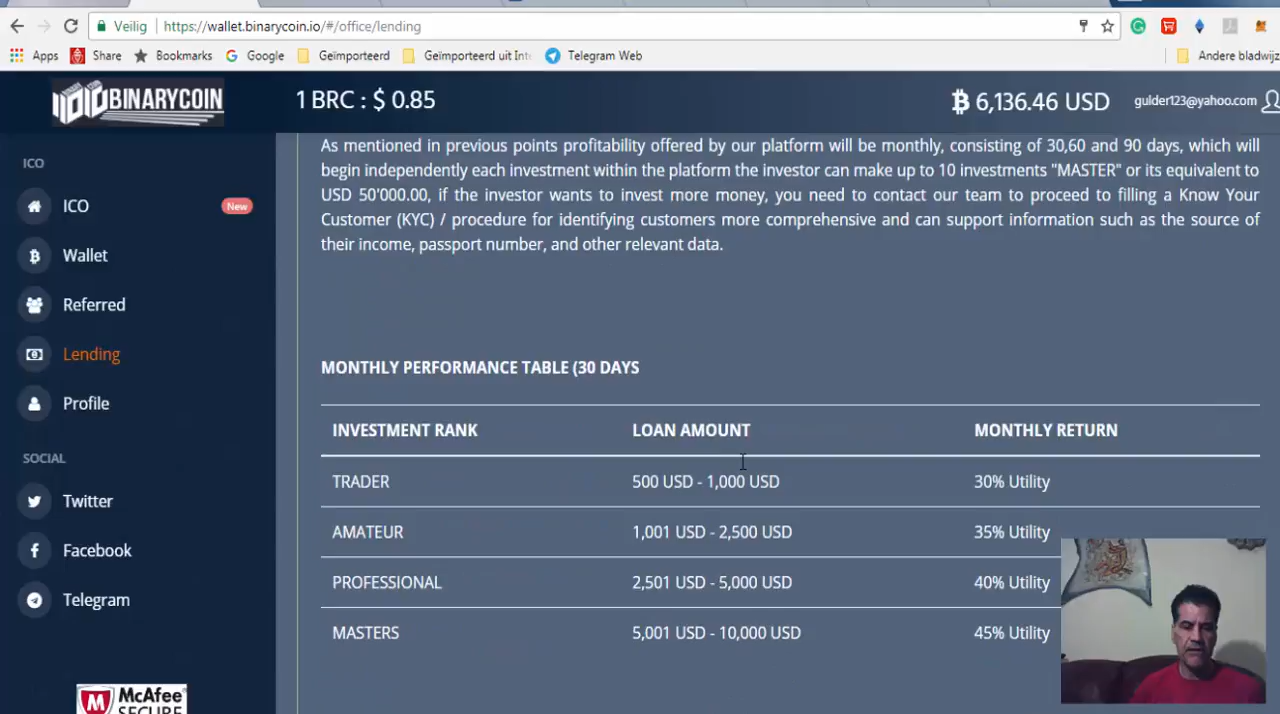 Veilig https://wallet.binarycoin.io/#/office/lending
Apps Share Bookmarks Google Geïmporteerd Geïmporteerd uit Int Telegram Web Andere bladwijz
BINARYCOIN 1 BRC : $ 0.85 6,136.46 USD gulder123@yahoo.com
ICO
ICO New
Wallet
Referred
Lending
Profile
SOCIAL
Twitter
Facebook
Telegram
McAfee
SECURE
As mentioned in previous points profitability offered by our platform will be monthly, consisting of 30,60 and 90 days, which will
begin independently each investment within the platform the investor can make up to 10 investments "MASTER" or its equivalent to
USD 50'000.00, if the investor wants to invest more money, you need to contact our team to proceed to filling a Know Your
Customer (KYC) / procedure for identifying customers more comprehensive and can support information such as the source of
their income, passport number, and other relevant data.
MONTHLY PERFORMANCE TABLE (30 DAYS
INVESTMENT RANK LOAN AMOUNT MONTHLY RETURN
TRADER 500 USD - 1,000 USD 30% Utility
AMATEUR 1,001 USD - 2,500 USD 35% Utility
PROFESSIONAL 2,501 USD - 5,000 USD 40% Utility
MASTERS 5,001 USD - 10,000 USD 45% Utility